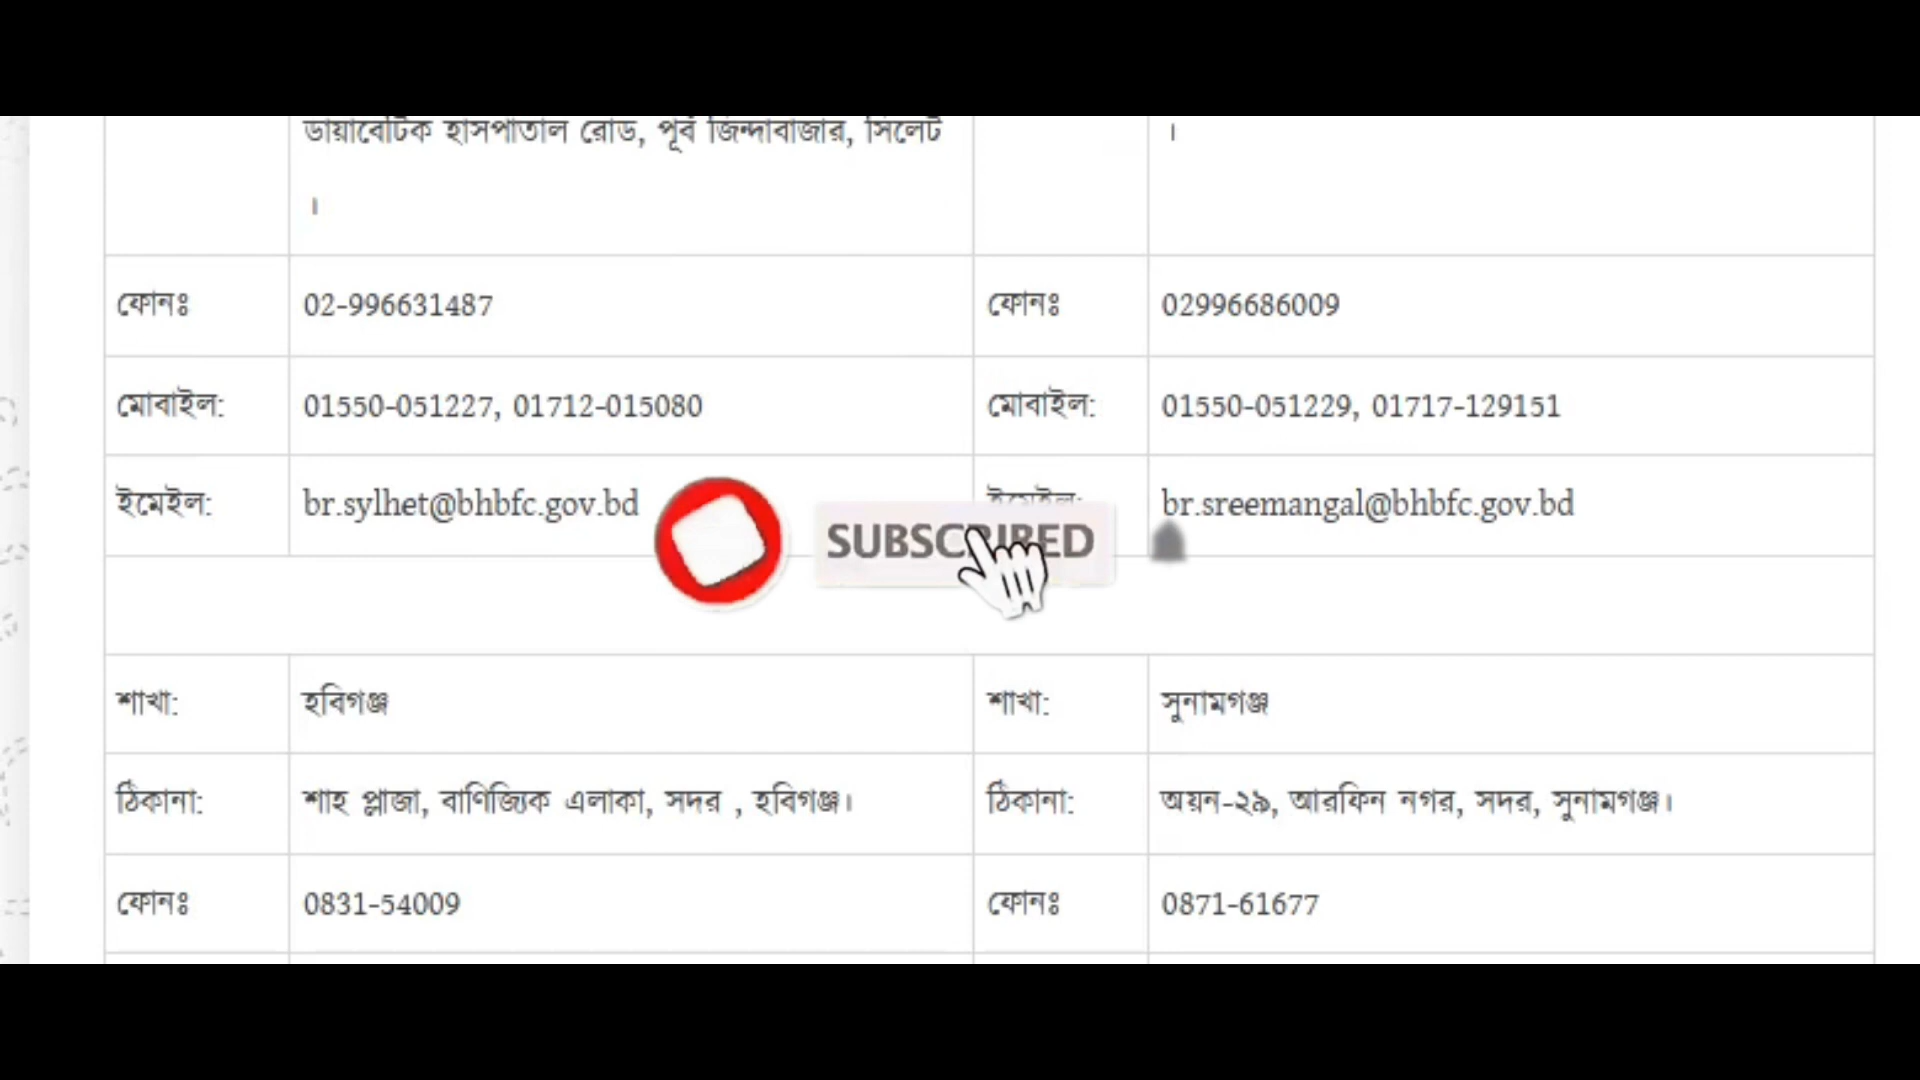 ডায়াবেটিক হাসপাতাল রোড, পূর্ব জিন্দাবাজার, সিলেট
।
।
ফোনঃ 02-996631487 ফোনঃ 02996686009
মোবাইল: 01550-051227, 01712-015080 মোবাইল: 01550-051229, 01717-129151
ইমেইল: br.sylhet@bhbfc.gov.bd ইমেইল: br.sreemangal@bhbfc.gov.bd
SUBSCRIBED
শাখা: হবিগঞ্জ শাখা: সুনামগঞ্জ
ঠিকানা: শাহ প্লাজা, বাণিজ্যিক এলাকা, সদর , হবিগঞ্জ। ঠিকানা: অয়ন-২৯, আরফিন নগর, সদর, সুনামগঞ্জ।
ফোনঃ 0831-54009 ফোনঃ 0871-61677